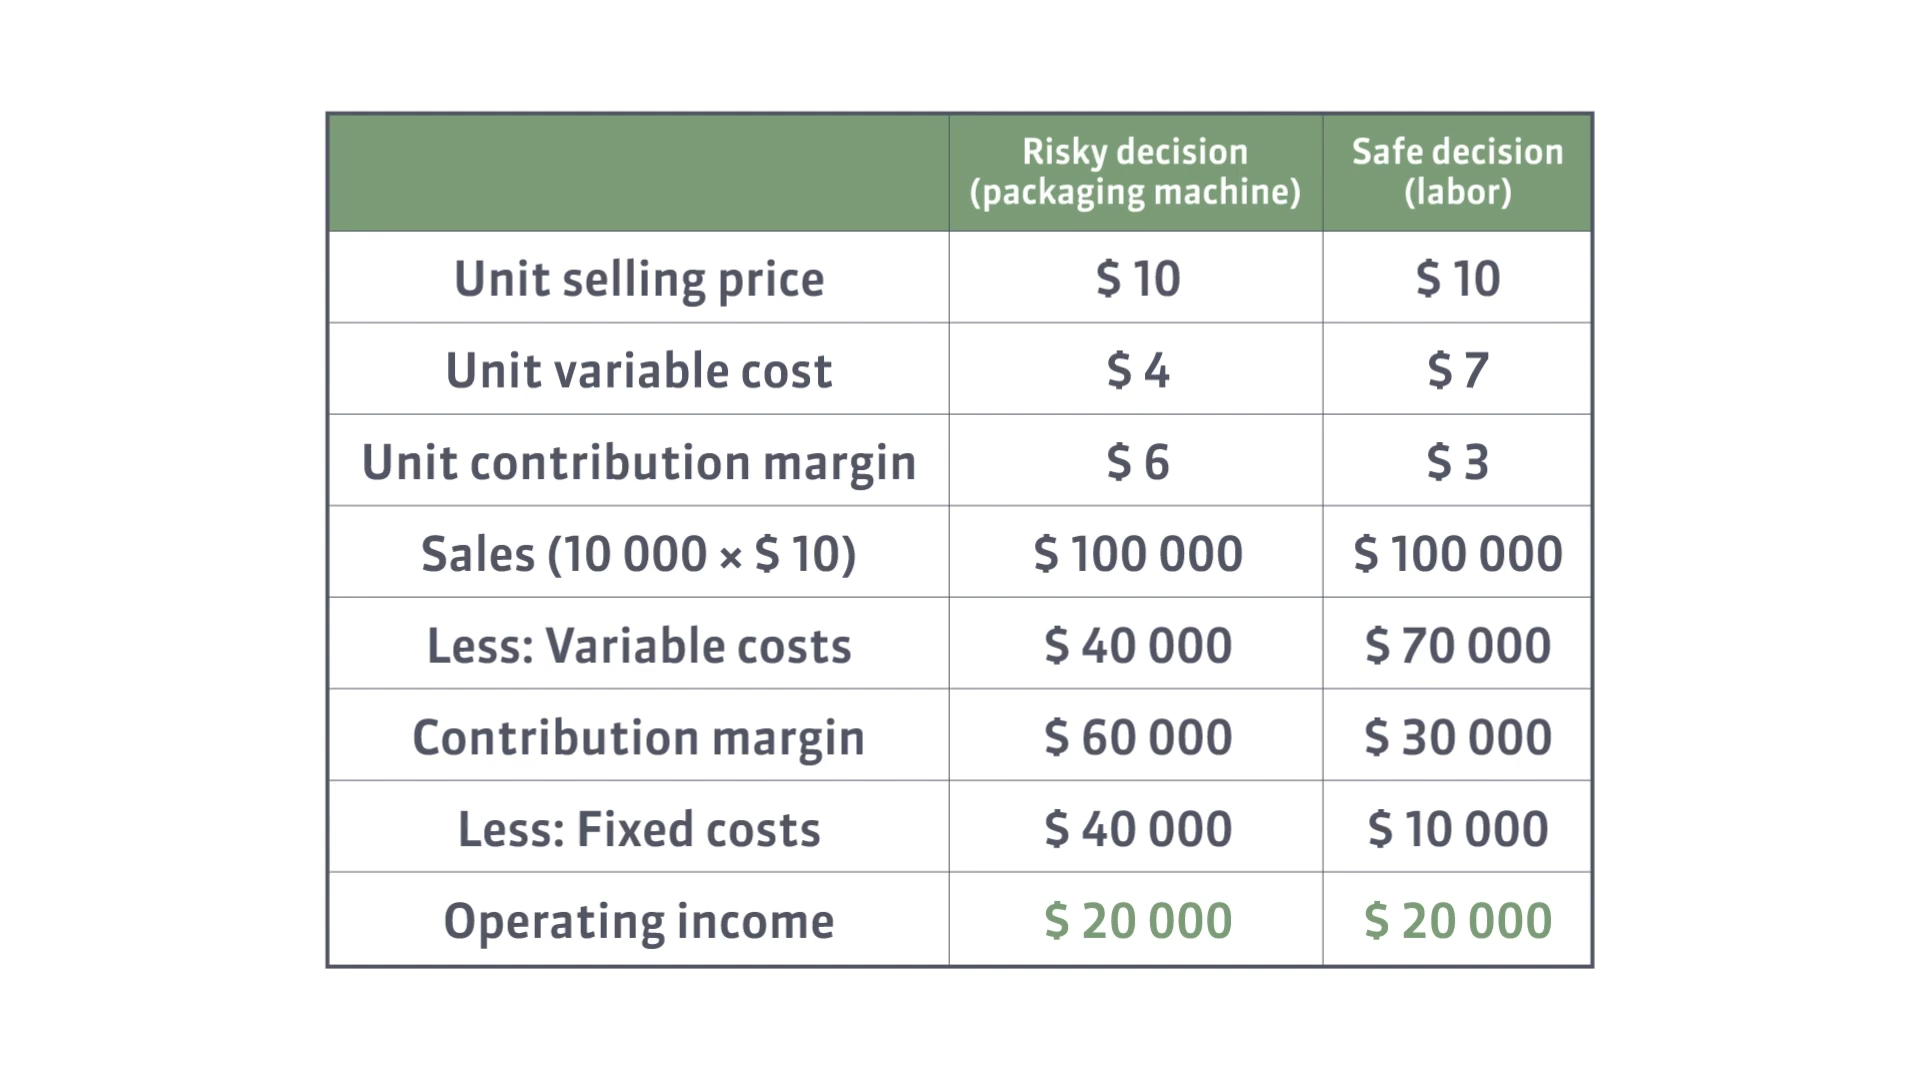 Risky decision
(packaging machine)
Safe decision
(labor)
Unit selling price $ 10 $ 10
Unit variable cost $ 4 $ 7
Unit contribution margin $ 6 $ 3
Sales (10 000 × $ 10) $ 100 000 $ 100 000
Less: Variable costs $ 40 000 $ 70 000
Contribution margin $ 60 000 $ 30 000
Less: Fixed costs $ 40 000 $ 10 000
Operating income $ 20 000 $ 20 000